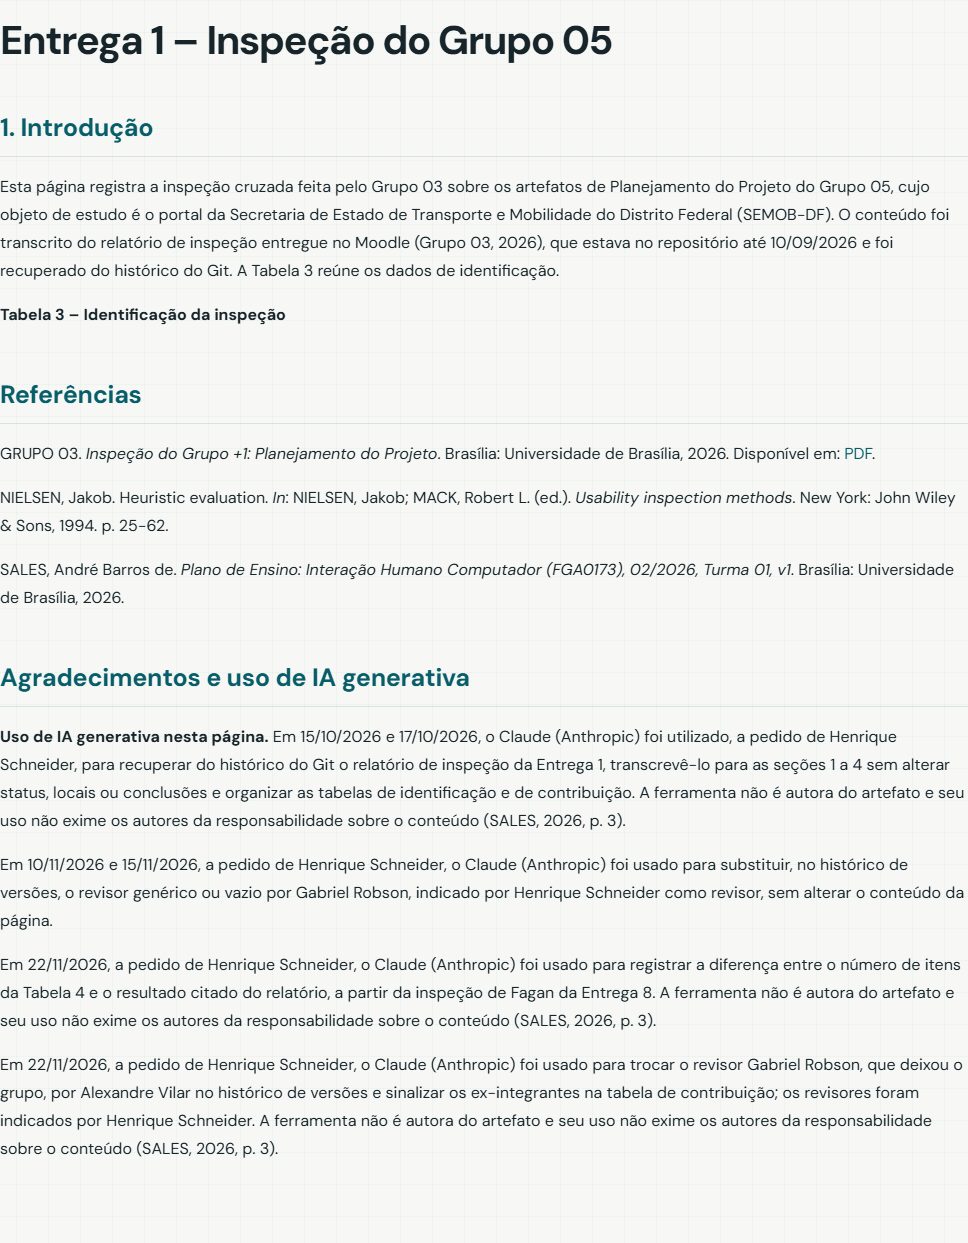 Entrega 1 – Inspeção do Grupo 05
1. Introdução
Esta página registra a inspeção cruzada feita pelo Grupo 03 sobre os artefatos de Planejamento do Projeto do Grupo 05, cujo
objeto de estudo é o portal da Secretaria de Estado de Transporte e Mobilidade do Distrito Federal (SEMOB-DF). O conteúdo foi
transcrito do relatório de inspeção entregue no Moodle (Grupo 03, 2026), que estava no repositório até 10/09/2026 e foi
recuperado do histórico do Git. A Tabela 3 reúne os dados de identificação.
Tabela 3 – Identificação da inspeção
Referências
GRUPO 03. Inspeção do Grupo +1: Planejamento do Projeto. Brasília: Universidade de Brasília, 2026. Disponível em: PDF.
NIELSEN, Jakob. Heuristic evaluation. In: NIELSEN, Jakob; MACK, Robert L. (ed.). Usability inspection methods. New York: John Wiley
& Sons, 1994. p. 25-62.
SALES, André Barros de. Plano de Ensino: Interação Humano Computador (FGA0173), 02/2026, Turma 01, v1. Brasília: Universidade
de Brasília, 2026.
Agradecimentos e uso de IA generativa
Uso de IA generativa nesta página. Em 15/10/2026 e 17/10/2026, o Claude (Anthropic) foi utilizado, a pedido de Henrique
Schneider, para recuperar do histórico do Git o relatório de inspeção da Entrega 1, transcrevê-lo para as seções 1 a 4 sem alterar
status, locais ou conclusões e organizar as tabelas de identificação e de contribuição. A ferramenta não é autora do artefato e seu
uso não exime os autores da responsabilidade sobre o conteúdo (SALES, 2026, p. 3).
Em 10/11/2026 e 15/11/2026, a pedido de Henrique Schneider, o Claude (Anthropic) foi usado para substituir, no histórico de
versões, o revisor genérico ou vazio por Gabriel Robson, indicado por Henrique Schneider como revisor, sem alterar o conteúdo da
página.
Em 22/11/2026, a pedido de Henrique Schneider, o Claude (Anthropic) foi usado para registrar a diferença entre o número de itens
da Tabela 4 e o resultado citado do relatório, a partir da inspeção de Fagan da Entrega 8. A ferramenta não é autora do artefato e
seu uso não exime os autores da responsabilidade sobre o conteúdo (SALES, 2026, p. 3).
Em 22/11/2026, a pedido de Henrique Schneider, o Claude (Anthropic) foi usado para trocar o revisor Gabriel Robson, que deixou o
grupo, por Alexandre Vilar no histórico de versões e sinalizar os ex-integrantes na tabela de contribuição; os revisores foram
indicados por Henrique Schneider. A ferramenta não é autora do artefato e seu uso não exime os autores da responsabilidade
sobre o conteúdo (SALES, 2026, p. 3).